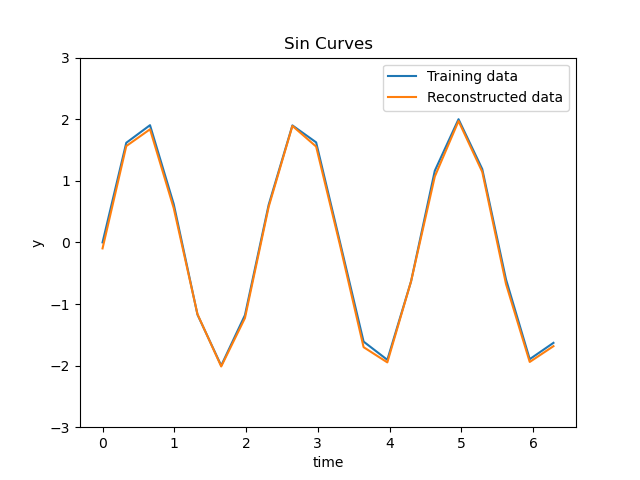 Sin Curves
Training data
Reconstructed data
3
2
1
0
−1
−2
−3
y
0 1 2 3 4 5 6
time